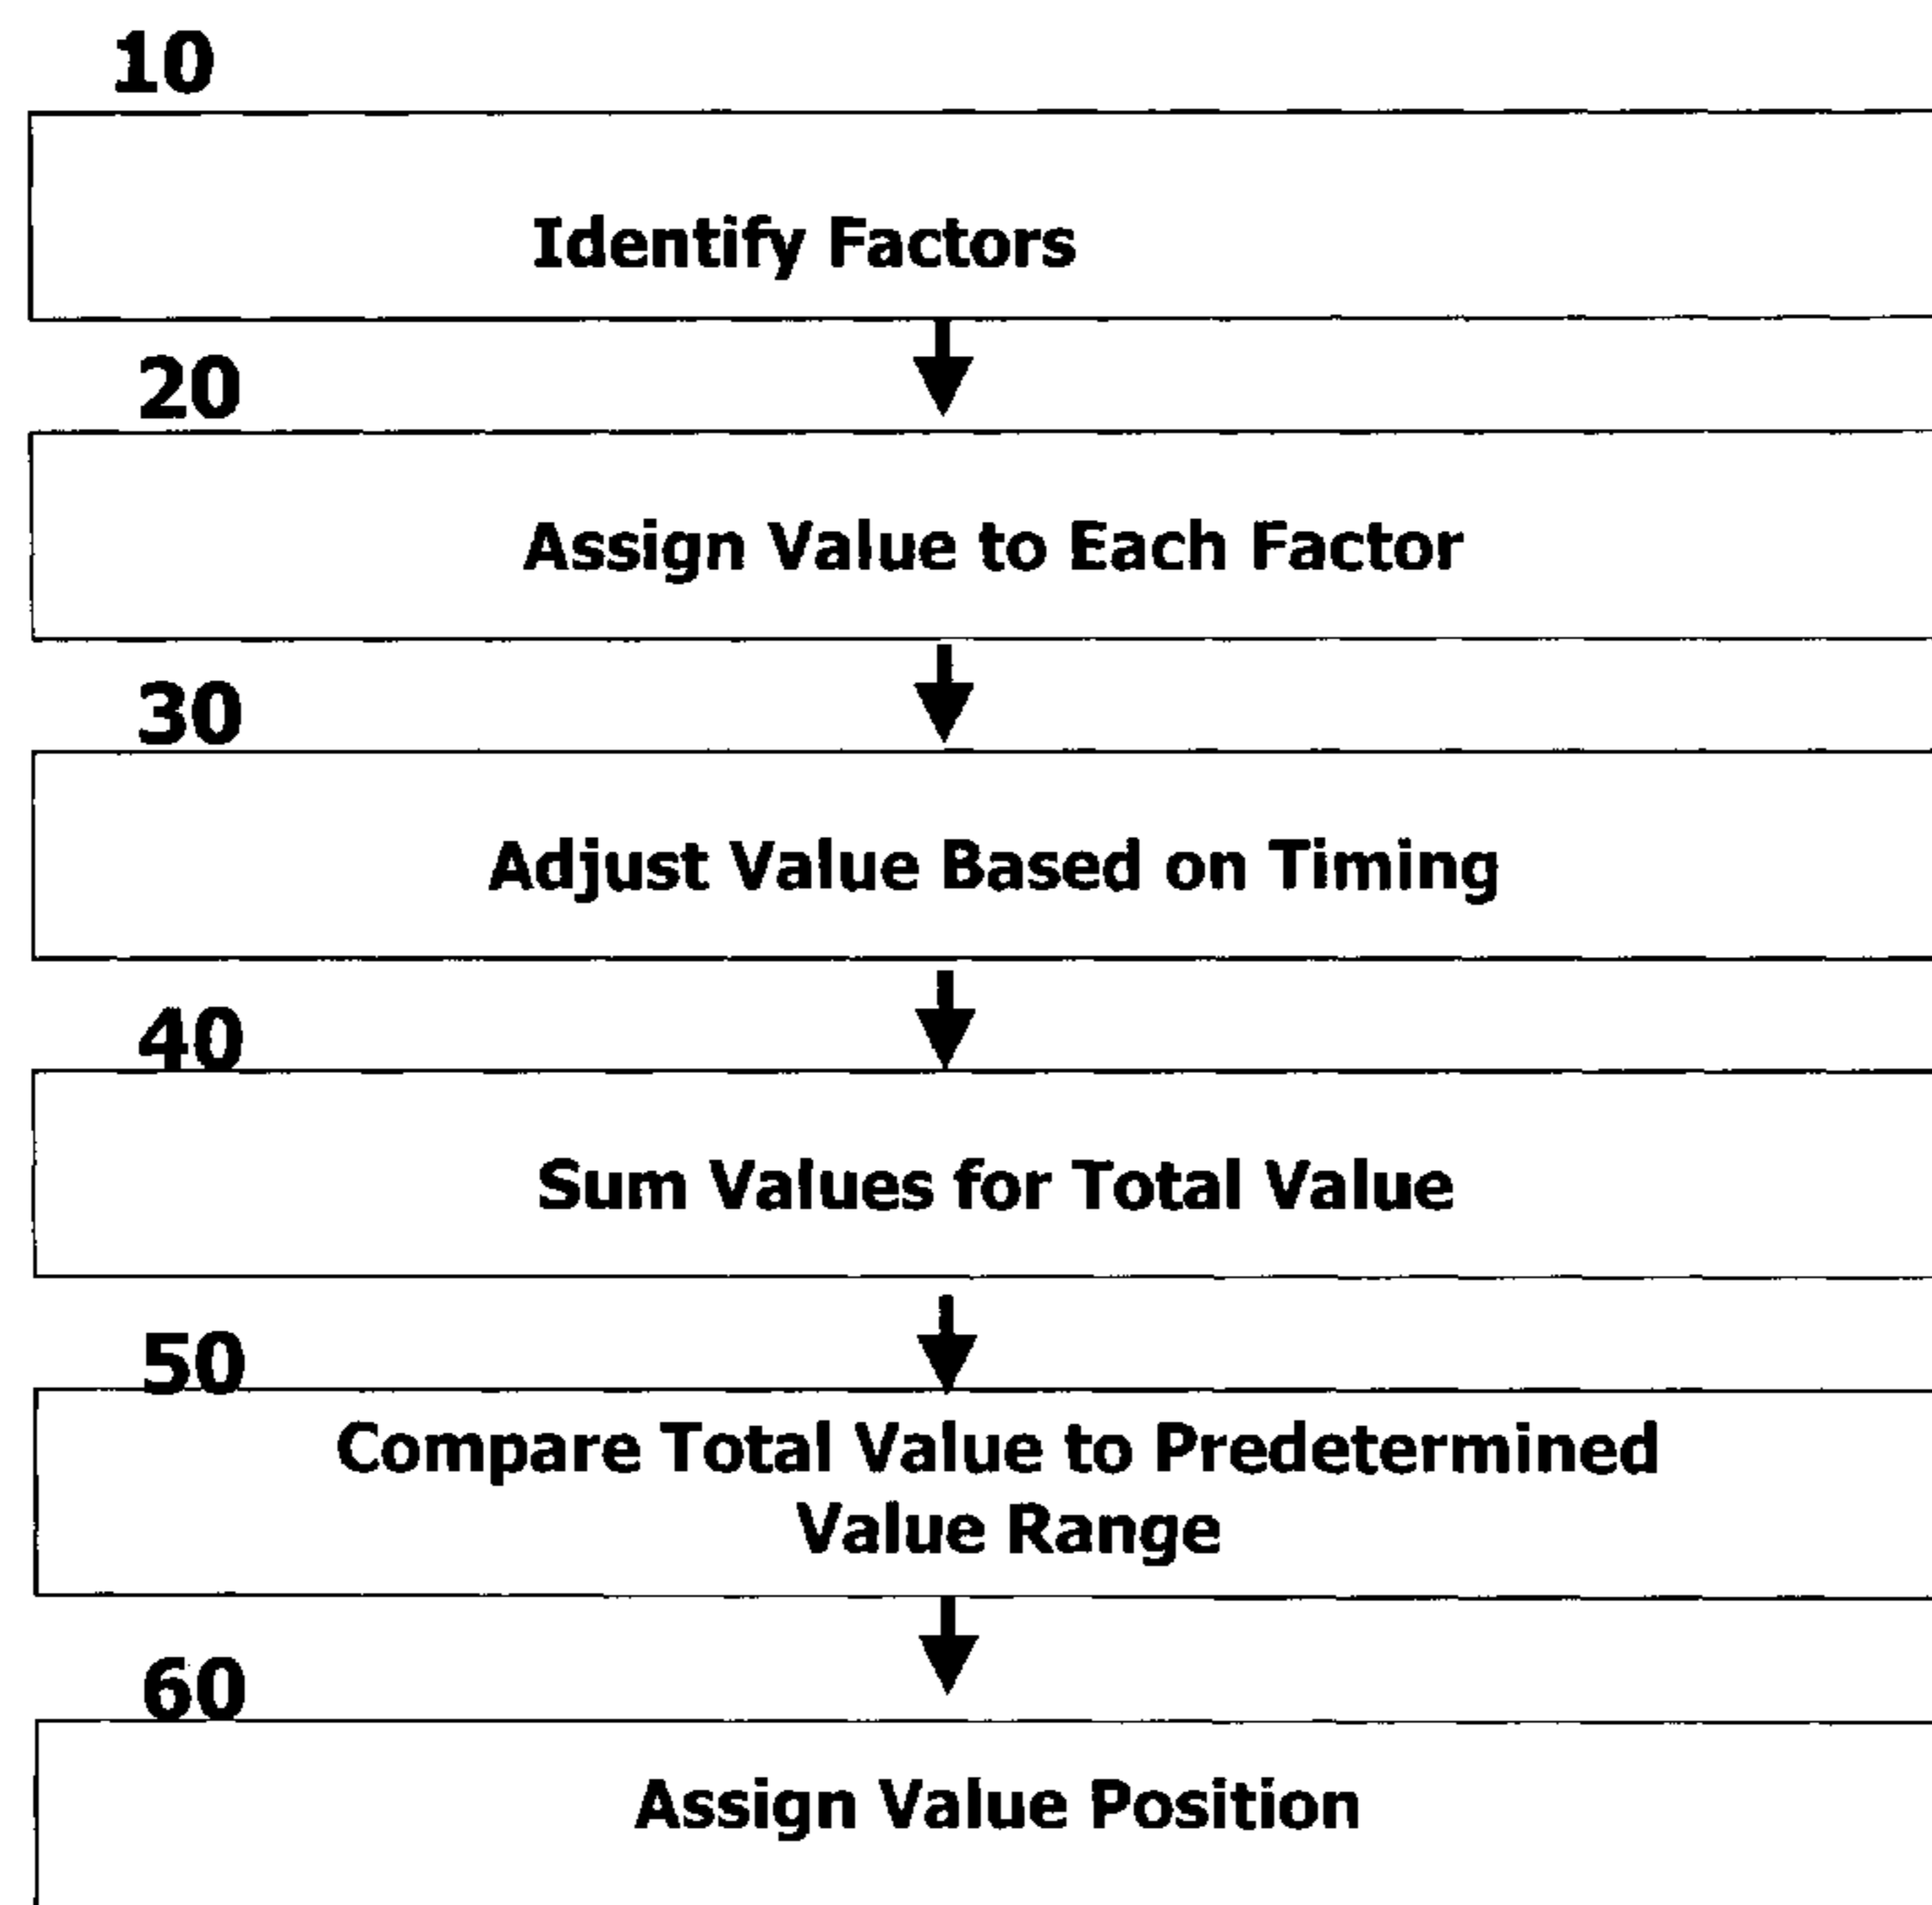 10
Identify Factors
20
Assign Value to Each Factor
30
Adjust Value Based on Timing
40
Sum Values for Total Value
50
Compare Total Value to Predetermined
Value Range
60
Assign Value Position